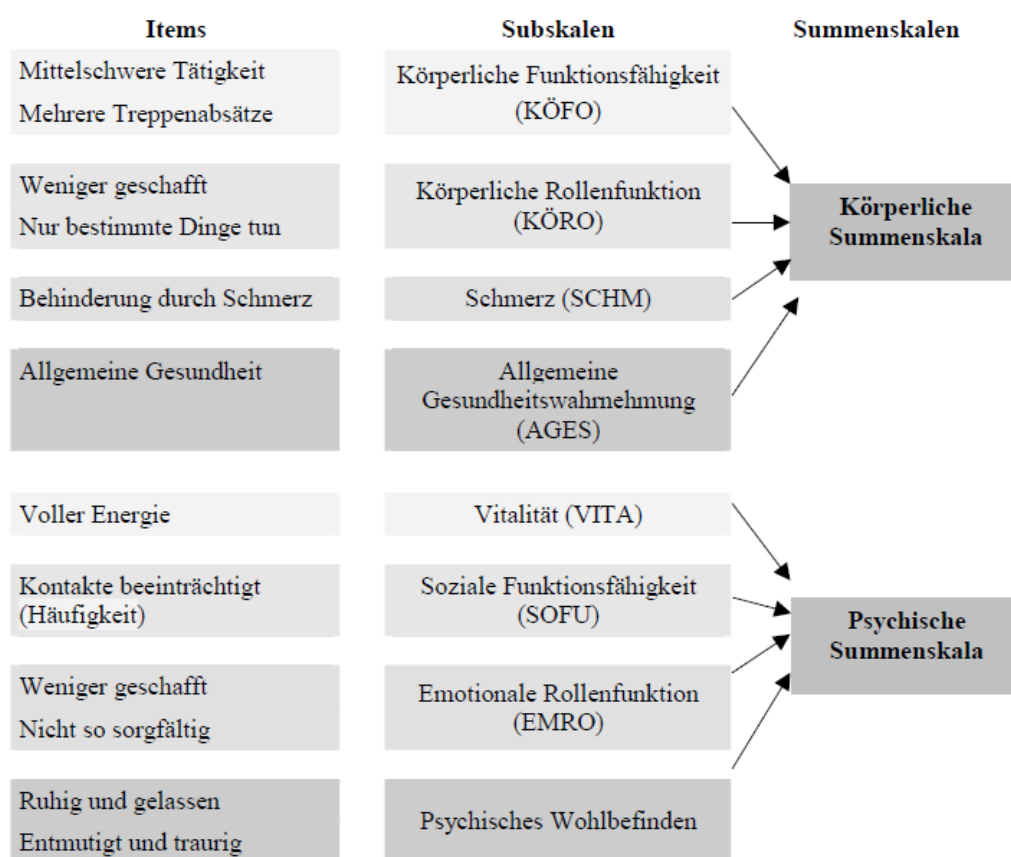 Items
Subskalen
Summenskalen
Mittelschwere Tätigkeit
Mehrere Treppenabsätze
Körperliche Funktionsfähigkeit
(KÖFO)
Weniger geschafft
Nur bestimmte Dinge tun
Körperliche Rollenfunktion
(KÖRO)
Körperliche
Summenskala
Behinderung durch Schmerz
Schmerz (SCHM)
Allgemeine Gesundheit
Allgemeine
Gesundheitswahrnehmung
(AGES)
Voller Energie
Vitalität (VITA)
Kontakte beeinträchtigt
(Häufigkeit)
Soziale Funktionsfähigkeit
(SOFU)
Psychische
Summenskala
Weniger geschafft
Nicht so sorgfältig
Emotionale Rollenfunktion
(EMRO)
Ruhig und gelassen
Entmutigt und traurig
Psychisches Wohlbefinden